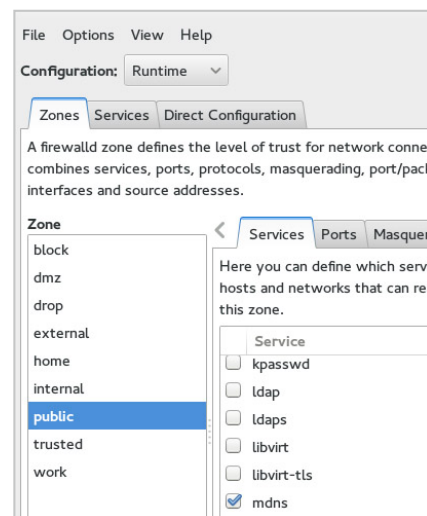 File Options View Help
Configuration: Runtime
Zones Services Direct Configuration
A firewalld zone defines the level of trust for network conne
combines services, ports, protocols, masquerading, port/pac
interfaces and source addresses.
Zone
block
dmz
drop
external
home
internal
public
trusted
work
Services Ports Masquer
Here you can define which serv
hosts and networks that can re
this zone.
Service
kpasswd
ldap
ldaps
libvirt
libvirt-tls
mdns